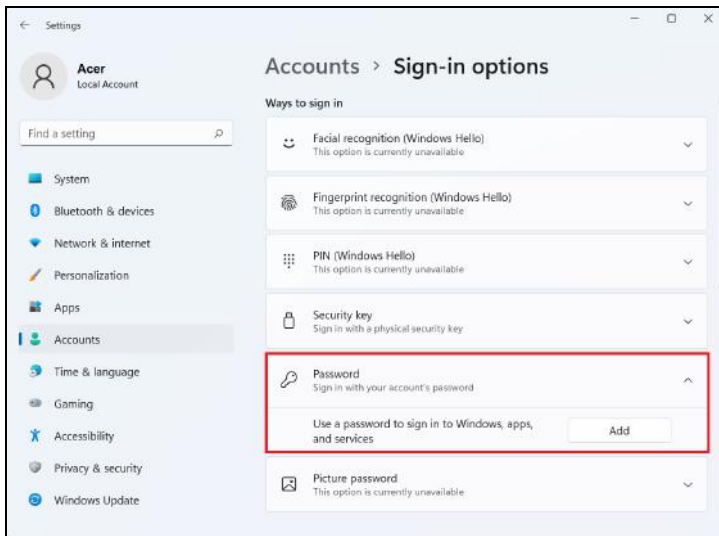 Settings
Acer
Local Account
Find a setting
System
Bluetooth & devices
Network & internet
Personalization
Apps
Accounts
Time & language
Gaming
Accessibility
Privacy & security
Windows Update
Accounts > Sign-in options
Ways to sign in
Facial recognition (Windows Hello)
This option is currently unavailable
Fingerprint recognition (Windows Hello)
This option is currently unavailable
PIN (Windows Hello)
This option is currently unavailable
Security key
Sign in with a physical security key
Password
Sign in with your account's password
Use a password to sign in to Windows, apps,
and services
Add
Picture password
This option is currently unavailable